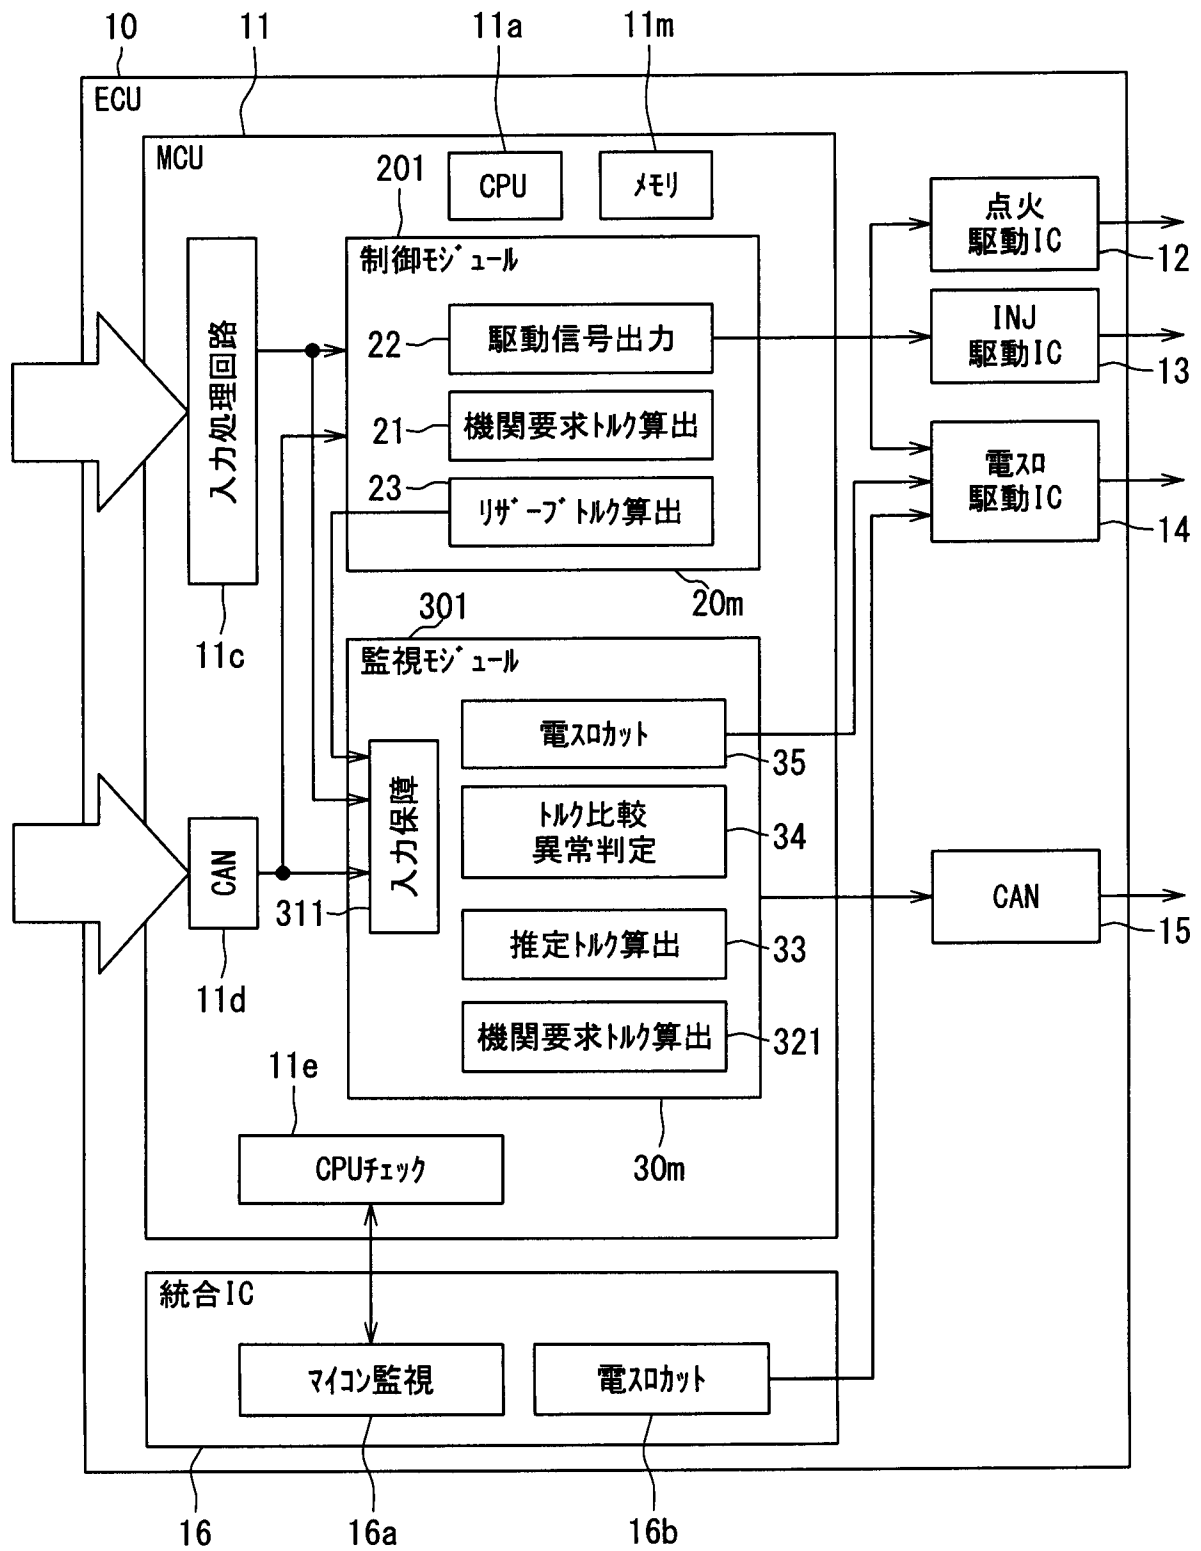 10
11
11a
11m
ECU
MCU
CPU
メモリ
201
制御モジュール
点火
駆動IC
12
22
駆動信号出力
INJ
駆動IC
13
入力処理回路
21
機関要求トルク算出
23
リザーブトルク算出
電スロ
駆動IC
14
20m
11c
301
監視モジュール
電スロカット
35
入力保障
トルク比較
異常判定
34
CAN
311
CAN
15
推定トルク算出
33
11d
機関要求トルク算出
321
11e
30m
CPUチェック
統合IC
マイコン監視
電スロカット
16
16a
16b